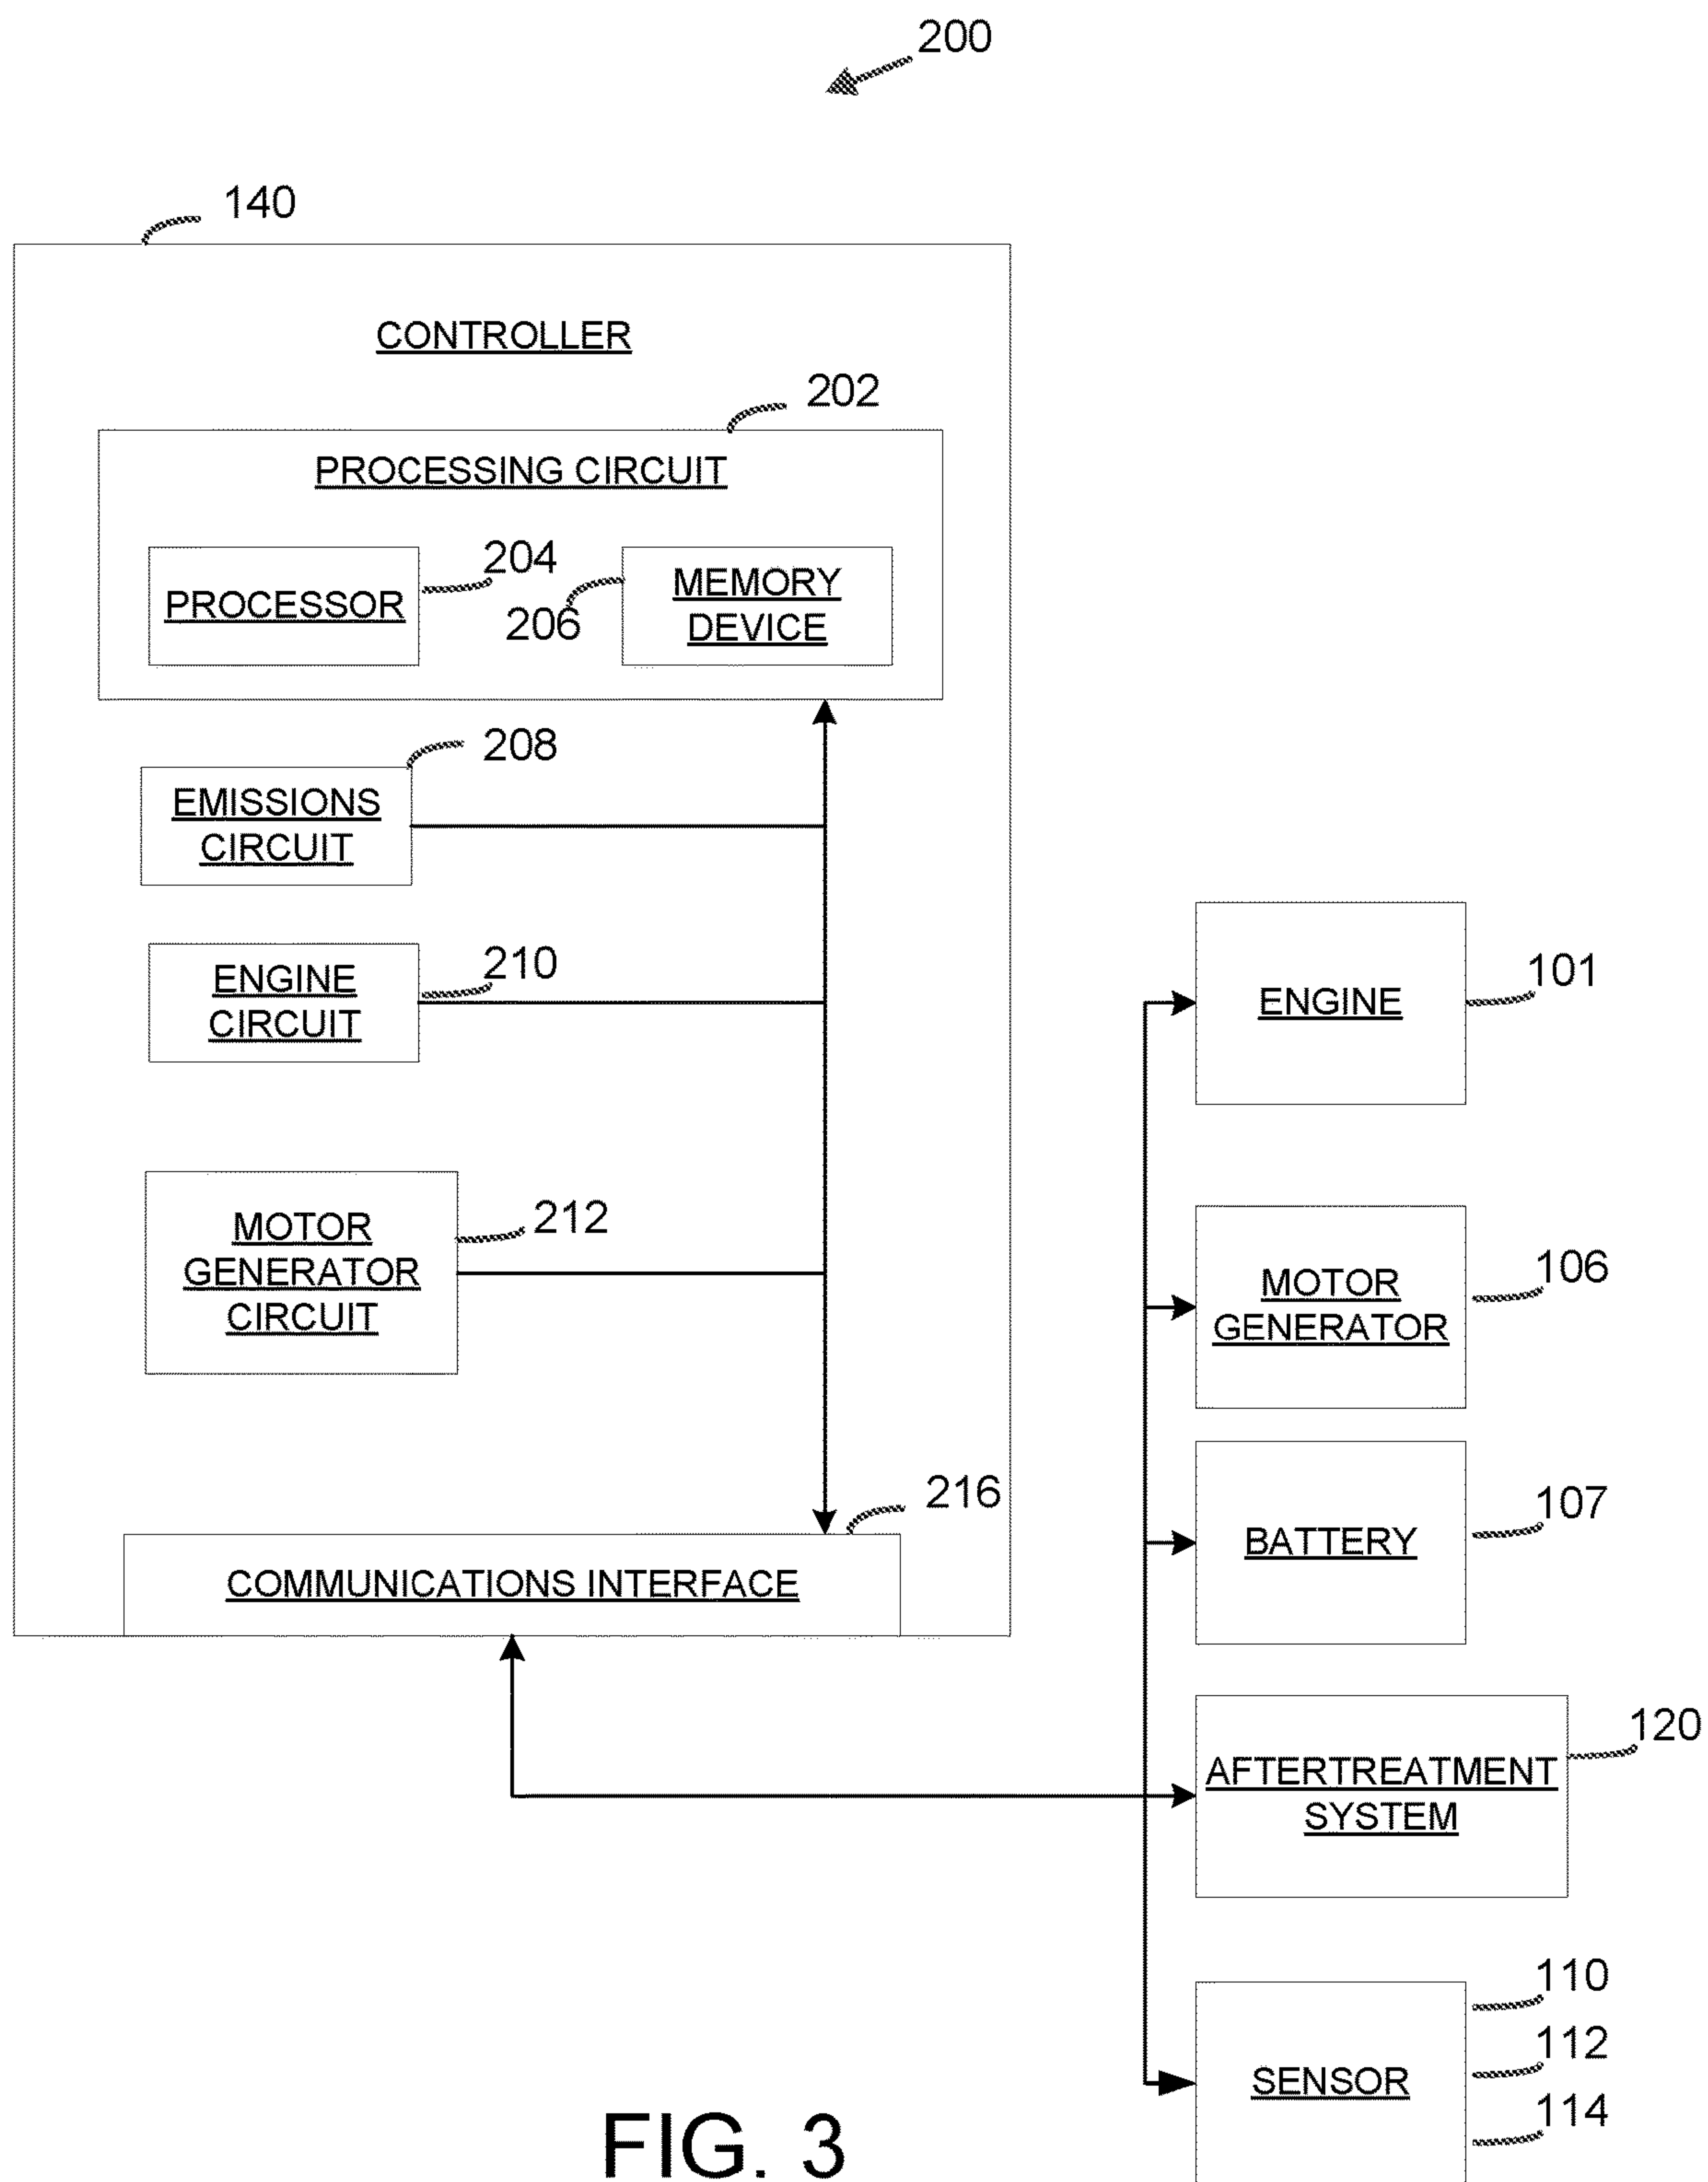 200
140
CONTROLLER
202
PROCESSING CIRCUIT
PROCESSOR
204
206
MEMORY
DEVICE
208
EMISSIONS
CIRCUIT
210
ENGINE
CIRCUIT
212
MOTOR
GENERATOR
CIRCUIT
216
COMMUNICATIONS INTERFACE
ENGINE
101
MOTOR
GENERATOR
106
BATTERY
107
AFTERTREATMENT
SYSTEM
120
SENSOR
110
112
114
FIG. 3